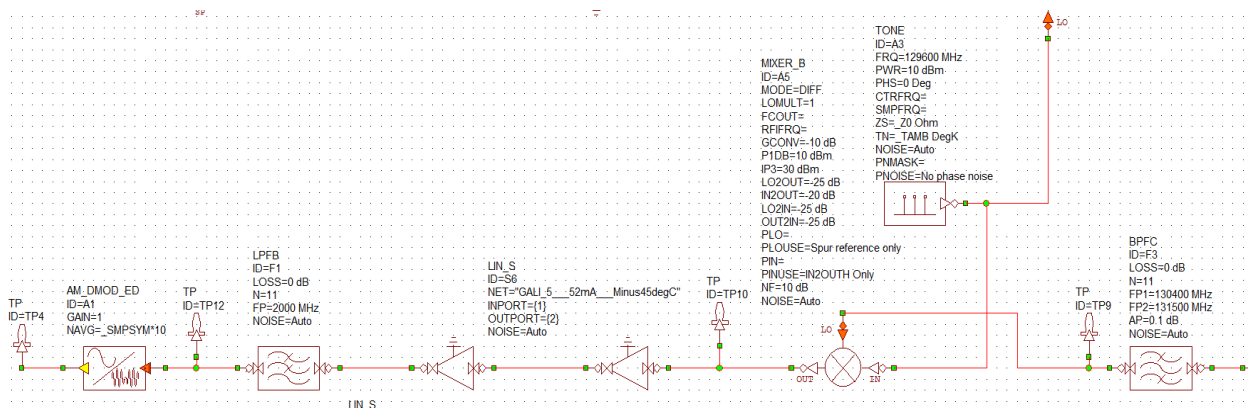 SP
LO
TONE
ID=A3
FRQ=129600 MHz
PWR=10 dBm
PHS=0 Deg
CTRFRQ=
SMPFRQ=
ZS=_Z0 Ohm
TN=_TAMB DegK
NOISE=Auto
PNMASK=
PNOISE=No phase noise
MIXER_B
ID=A5
MODE=DIFF
LOMULT=1
FCOUT=
RFIFRQ=
GCONV=-10 dB
P1DB=10 dBm
IP3=30 dBm
LO2OUT=-25 dB
IN2OUT=-20 dB
LO2IN=-25 dB
OUT2IN=-25 dB
PLO=
PLOUSE=Spur reference only
PIN=
PINUSE=IN2OUTH Only
NF=10 dB
NOISE=Auto
BPFC
ID=F3
LOSS=0 dB
N=11
FP1=130400 MHz
FP2=131500 MHz
AP=0.1 dB
NOISE=Auto
LPFB
ID=F1
LOSS=0 dB
N=11
FP=2000 MHz
NOISE=Auto
LIN_S
ID=S6
NET="GALI_5___52mA___Minus45degC"
INPORT={1}
OUTPORT={2}
NOISE=Auto
AM_DMOD_ED
ID=A1
GAIN=1
NAVG=_SMPSYM*10
TP
ID=TP4
TP
ID=TP12
TP
ID=TP10
TP
ID=TP9
LO
OUT
IN
LIN_S